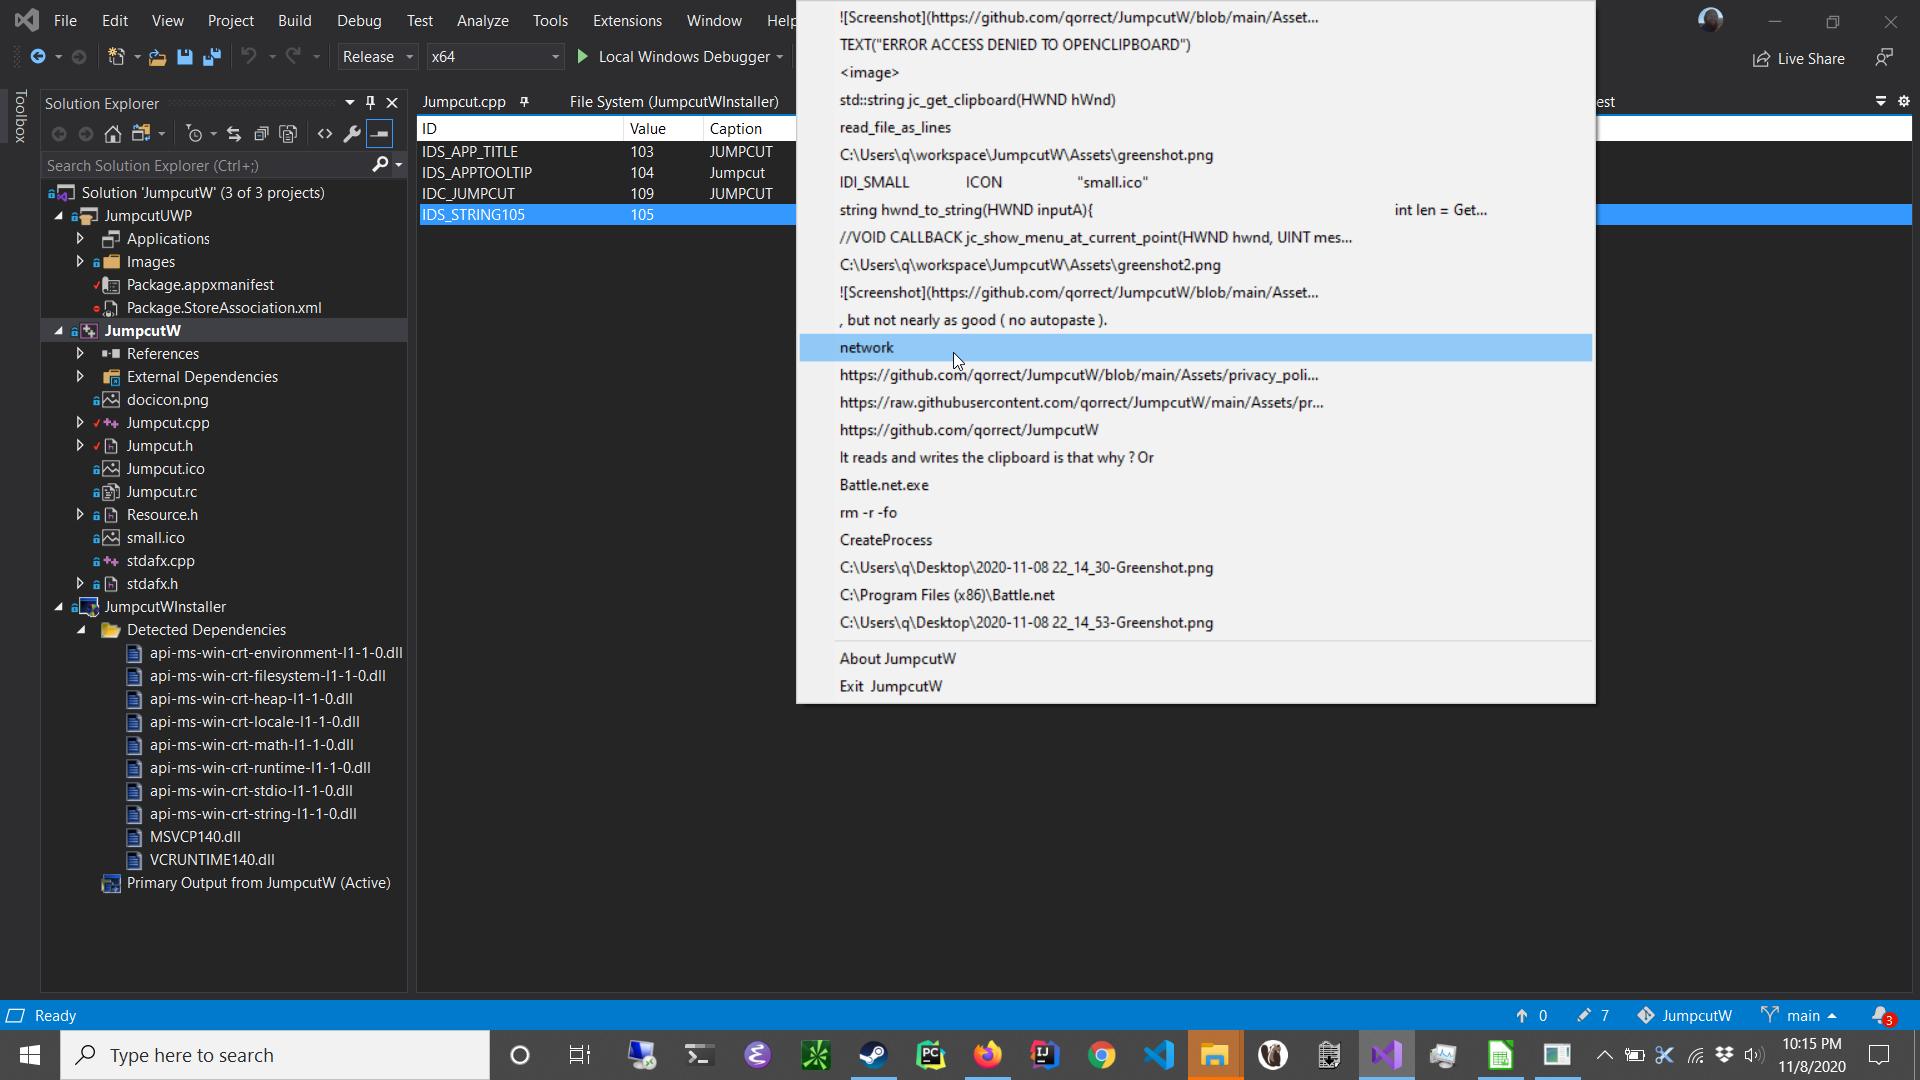 File Edit View Project Build Debug Test Analyze Tools Extensions Window Help
Release x64 Local Windows Debugger Live Share
Toolbox
Solution Explorer
Search Solution Explorer (Ctrl+;)
Solution 'JumpcutW' (3 of 3 projects)
JumpcutUWP
Applications
Images
Package.appxmanifest
Package.StoreAssociation.xml
JumpcutW
References
External Dependencies
docicon.png
Jumpcut.cpp
Jumpcut.h
Jumpcut.ico
Jumpcut.rc
Resource.h
small.ico
stdafx.cpp
stdafx.h
JumpcutWInstaller
Detected Dependencies
api-ms-win-crt-environment-l1-1-0.dll
api-ms-win-crt-filesystem-l1-1-0.dll
api-ms-win-crt-heap-l1-1-0.dll
api-ms-win-crt-locale-l1-1-0.dll
api-ms-win-crt-math-l1-1-0.dll
api-ms-win-crt-runtime-l1-1-0.dll
api-ms-win-crt-stdio-l1-1-0.dll
api-ms-win-crt-string-l1-1-0.dll
MSVCP140.dll
VCRUNTIME140.dll
Primary Output from JumpcutW (Active)
Jumpcut.cpp File System (JumpcutWInstaller) est
ID Value Caption
IDS_APP_TITLE 103 JUMPCUT
IDS_APPTOOLTIP 104 Jumpcut
IDC_JUMPCUT 109 JUMPCUT
IDS_STRING105 105
![Screenshot](https://github.com/qorrect/JumpcutW/blob/main/Asset...
TEXT("ERROR ACCESS DENIED TO OPENCLIPBOARD")
<image>
std::string jc_get_clipboard(HWND hWnd)
read_file_as_lines
C:\Users\q\workspace\JumpcutW\Assets\greenshot.png
IDI_SMALL ICON "small.ico"
string hwnd_to_string(HWND inputA){ int len = Get...
//VOID CALLBACK jc_show_menu_at_current_point(HWND hwnd, UINT mes...
C:\Users\q\workspace\JumpcutW\Assets\greenshot2.png
![Screenshot](https://github.com/qorrect/JumpcutW/blob/main/Asset...
, but not nearly as good ( no autopaste ).
network
https://github.com/qorrect/JumpcutW/blob/main/Assets/privacy_poli...
https://raw.githubusercontent.com/qorrect/JumpcutW/main/Assets/pr...
https://github.com/qorrect/JumpcutW
It reads and writes the clipboard is that why ? Or
Battle.net.exe
rm -r -fo
CreateProcess
C:\Users\q\Desktop\2020-11-08 22_14_30-Greenshot.png
C:\Program Files (x86)\Battle.net
C:\Users\q\Desktop\2020-11-08 22_14_53-Greenshot.png
About JumpcutW
Exit JumpcutW
Ready 0 7 JumpcutW main 3
Type here to search
PC
IJ
10:15 PM
11/8/2020